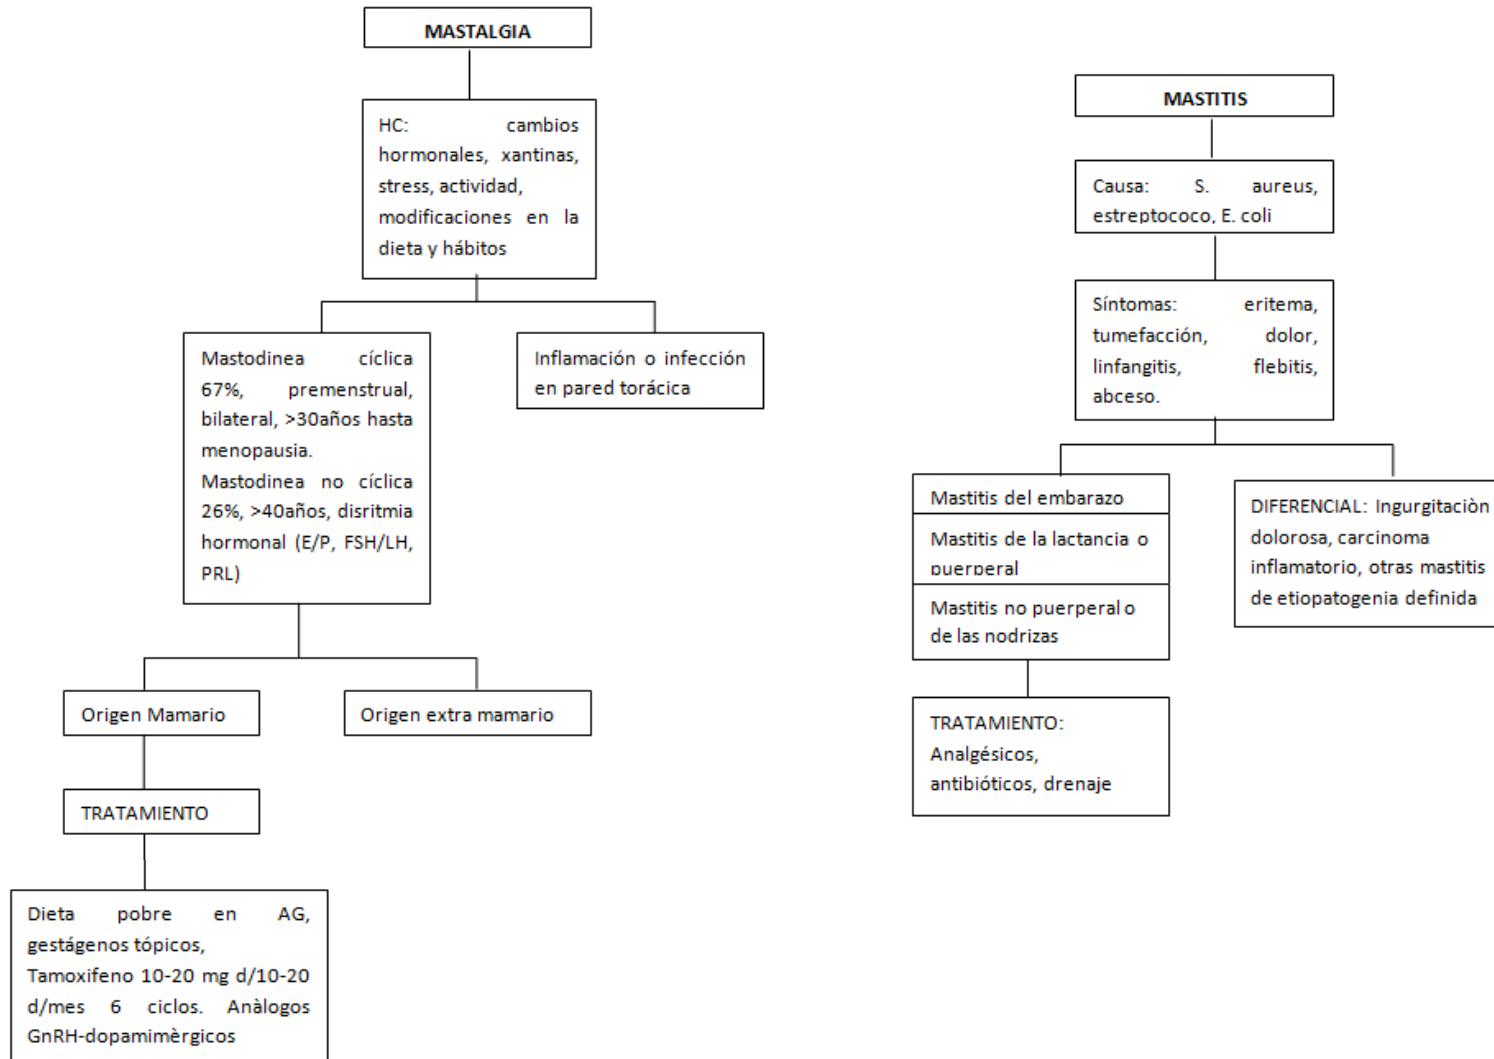 MASTALGIA
HC: cambios
hormonales, xantinas,
stress, actividad,
modificaciones en la
dieta y hábitos
Mastodinea cíclica
67%, premenstrual,
bilateral, >30años hasta
menopausia.
Mastodinea no cíclica
26%, >40años, disritmia
hormonal (E/P, FSH/LH,
PRL)
Inflamación o infección
en pared torácica
Origen Mamario
Origen extra mamario
TRATAMIENTO
Dieta pobre en AG,
gestágenos tópicos,
Tamoxifeno 10-20 mg d/10-20
d/mes 6 ciclos. Anàlogos
GnRH-dopamimèrgicos
MASTITIS
Causa: S. aureus,
estreptococo, E. coli
Síntomas: eritema,
tumefacción, dolor,
linfangitis, flebitis,
abceso.
Mastitis del embarazo
Mastitis de la lactancia o
puerperal
Mastitis no puerperal o
de las nodrizas
DIFERENCIAL: Ingurgitaciòn
dolorosa, carcinoma
inflamatorio, otras mastitis
de etiopatogenia definida
TRATAMIENTO:
Analgésicos,
antibióticos, drenaje